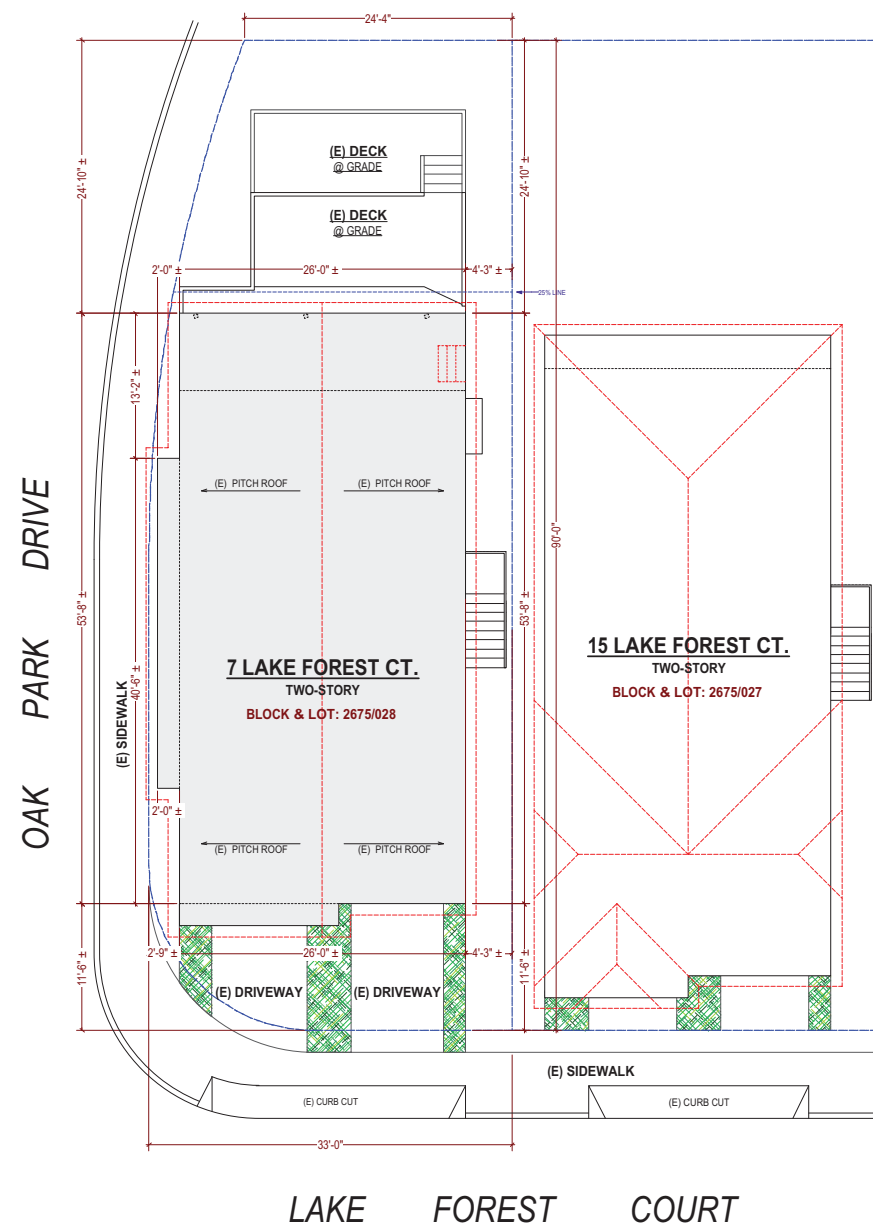 24'-4"
24'-10" ±
24'-10" ±
(E) DECK
@ GRADE
(E) DECK
@ GRADE
2'-0" ±
26'-0" ±
4'-3" ±
25% LINE
13'-2" ±
(E) PITCH ROOF
(E) PITCH ROOF
90'-0"
OAK PARK DRIVE
53'-8" ±
53'-8" ±
40'-6" ±
(E) SIDEWALK
7 LAKE FOREST CT.
TWO-STORY
BLOCK & LOT: 2675/028
15 LAKE FOREST CT.
TWO-STORY
BLOCK & LOT: 2675/027
2'-0" ±
(E) PITCH ROOF
(E) PITCH ROOF
11'-6" ±
2'-9" ±
26'-0" ±
4'-3" ±
11'-6" ±
(E) DRIVEWAY
(E) DRIVEWAY
(E) SIDEWALK
(E) CURB CUT
(E) CURB CUT
33'-0"
LAKE FOREST COURT